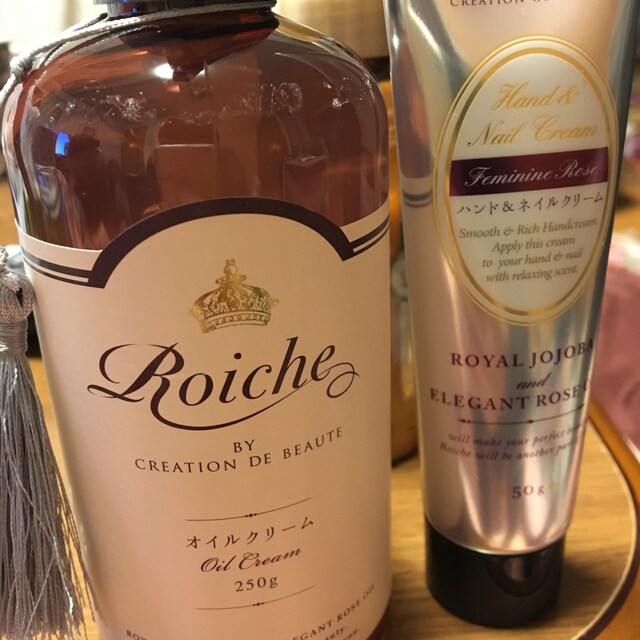 Roiche
BY
CREATION DE BEAUTE
オイルクリーム
Oil Cream
250g
ELEGANT ROSE OIL
CREATION
Hand &
Nail Cream
Feminine Rose
ハンド&ネイルクリーム
Smooth & Rich Handcream.
Apply this cream
to your hand & nail
with relaxing scent.
ROYAL JOJOBA
and
ELEGANT ROSE
will make your perfect
Roiche will be another
50g